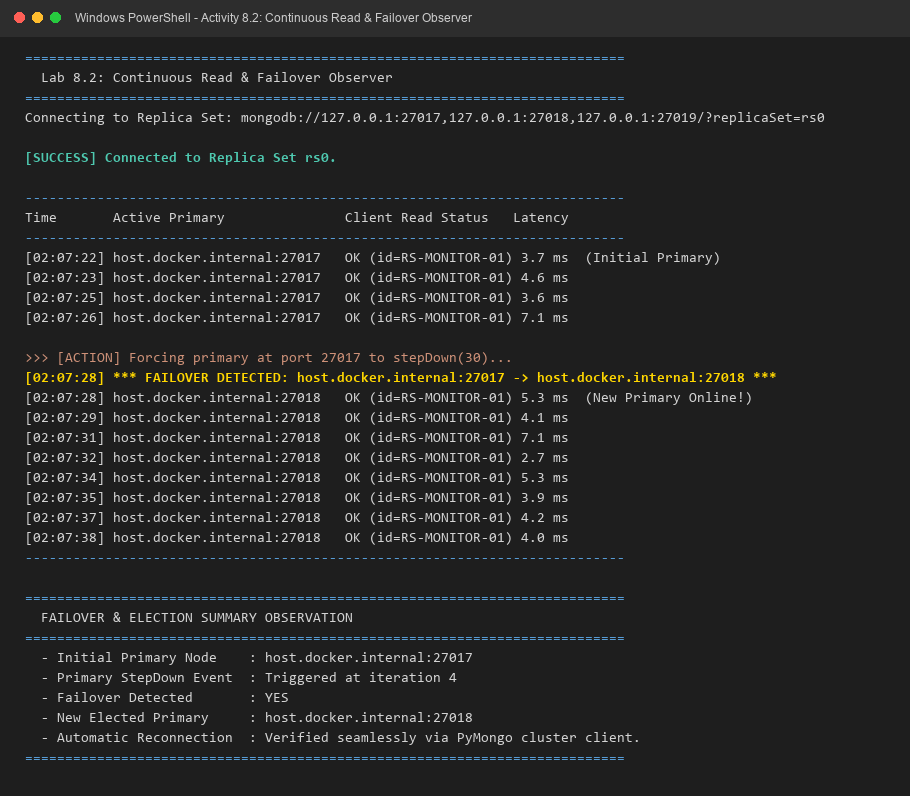 Windows PowerShell - Activity 8.2: Continuous Read & Failover Observer
===========================================================================
  Lab 8.2: Continuous Read & Failover Observer
===========================================================================
Connecting to Replica Set: mongodb://127.0.0.1:27017,127.0.0.1:27018,127.0.0.1:27019/?replicaSet=rs0
[SUCCESS] Connected to Replica Set rs0.
---------------------------------------------------------------------------
Time       Active Primary               Client Read Status   Latency
---------------------------------------------------------------------------
[02:07:22] host.docker.internal:27017   OK (id=RS-MONITOR-01) 3.7 ms  (Initial Primary)
[02:07:23] host.docker.internal:27017   OK (id=RS-MONITOR-01) 4.6 ms
[02:07:25] host.docker.internal:27017   OK (id=RS-MONITOR-01) 3.6 ms
[02:07:26] host.docker.internal:27017   OK (id=RS-MONITOR-01) 7.1 ms
>>> [ACTION] Forcing primary at port 27017 to stepDown(30)...
[02:07:28] *** FAILOVER DETECTED: host.docker.internal:27017 -> host.docker.internal:27018 ***
[02:07:28] host.docker.internal:27018   OK (id=RS-MONITOR-01) 5.3 ms  (New Primary Online!)
[02:07:29] host.docker.internal:27018   OK (id=RS-MONITOR-01) 4.1 ms
[02:07:31] host.docker.internal:27018   OK (id=RS-MONITOR-01) 7.1 ms
[02:07:32] host.docker.internal:27018   OK (id=RS-MONITOR-01) 2.7 ms
[02:07:34] host.docker.internal:27018   OK (id=RS-MONITOR-01) 5.3 ms
[02:07:35] host.docker.internal:27018   OK (id=RS-MONITOR-01) 3.9 ms
[02:07:37] host.docker.internal:27018   OK (id=RS-MONITOR-01) 4.2 ms
[02:07:38] host.docker.internal:27018   OK (id=RS-MONITOR-01) 4.0 ms
---------------------------------------------------------------------------
===========================================================================
  FAILOVER & ELECTION SUMMARY OBSERVATION
===========================================================================
  - Initial Primary Node    : host.docker.internal:27017
  - Primary StepDown Event  : Triggered at iteration 4
  - Failover Detected       : YES
  - New Elected Primary     : host.docker.internal:27018
  - Automatic Reconnection  : Verified seamlessly via PyMongo cluster client.
===========================================================================